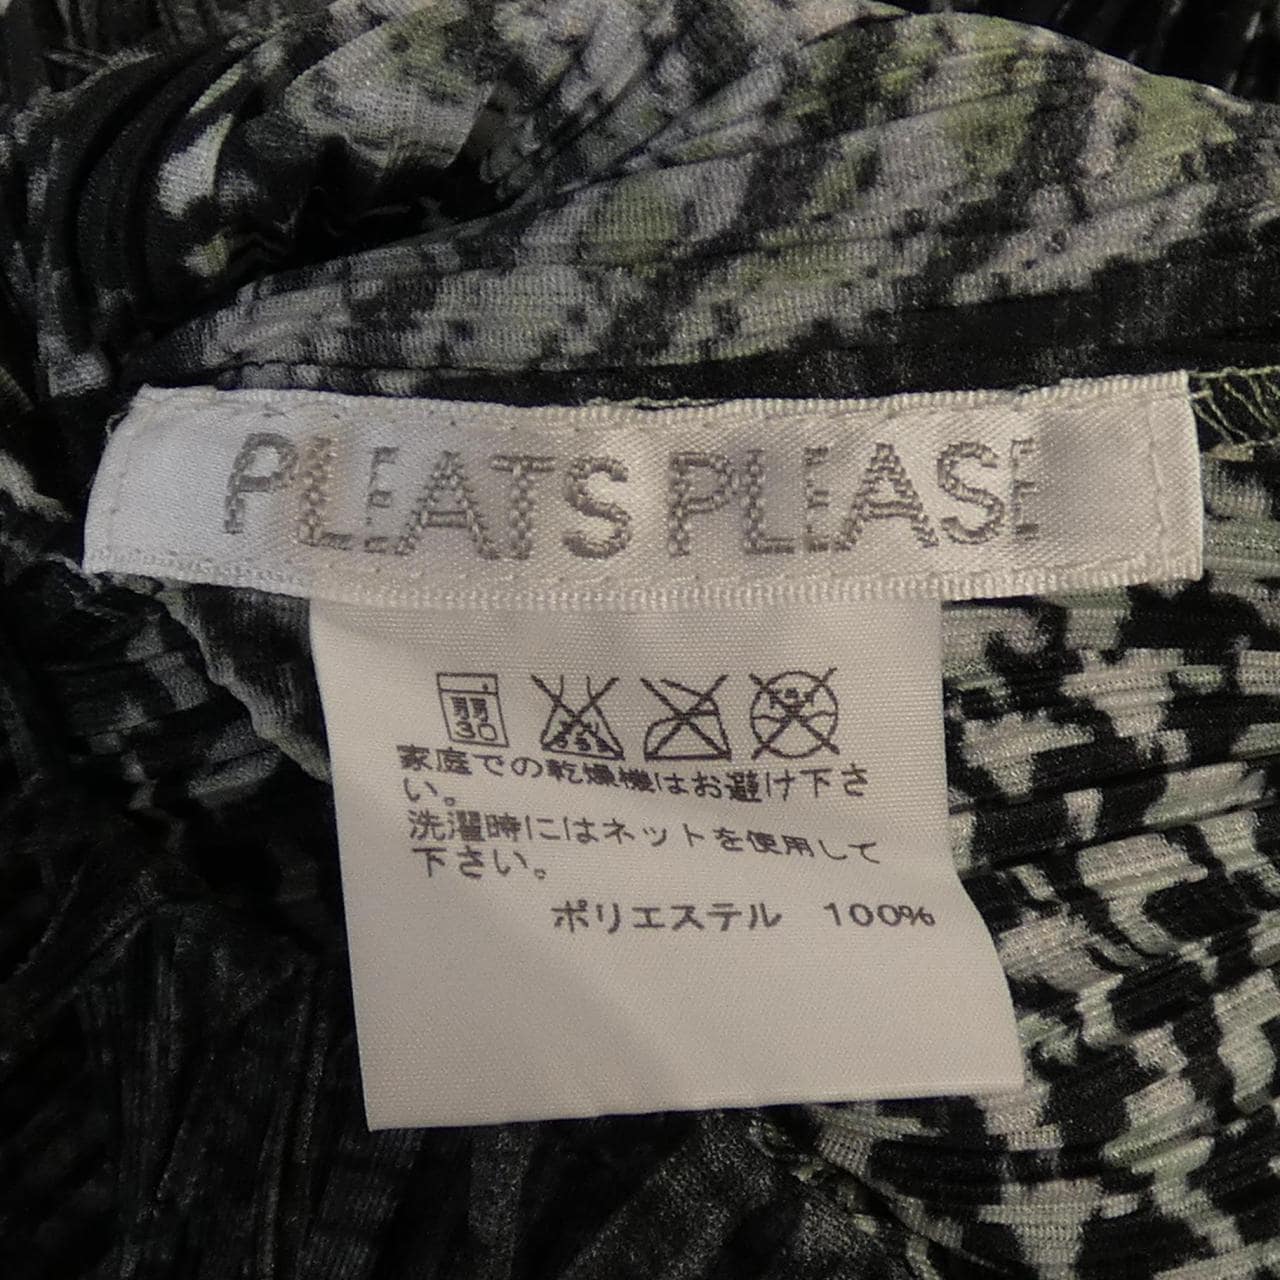 PLEATS PLEASE
弱
30
家庭での乾燥機はお避け下さ
い。
洗濯時にはネットを使用して
下さい。
ポリエステル 100%